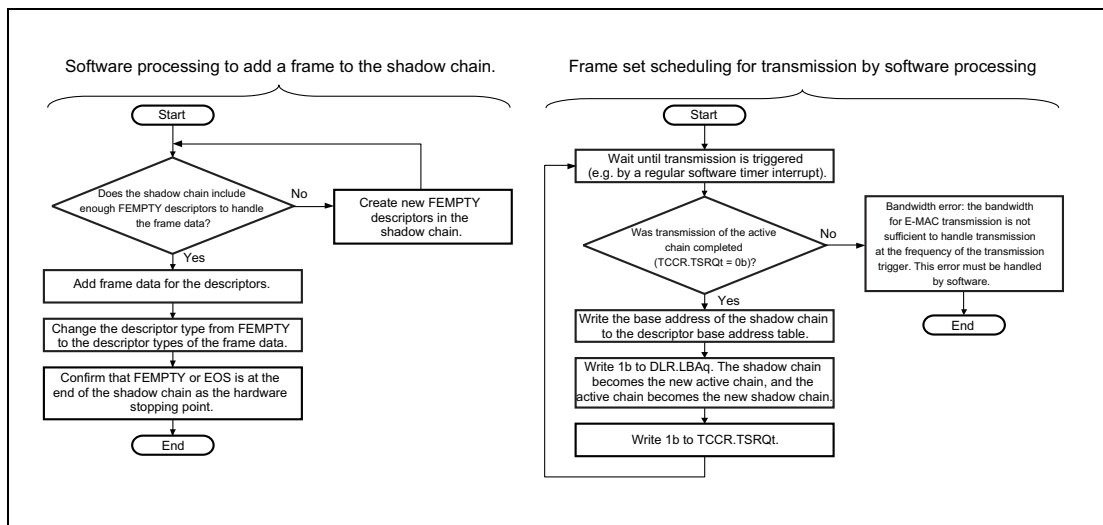 Software processing to add a frame to the shadow chain.
Start
Does the shadow chain include
enough FEMPTY descriptors to handle
the frame data?
No
Create new FEMPTY
descriptors in the
shadow chain.
Yes
Add frame data for the descriptors.
Change the descriptor type from FEMPTY
to the descriptor types of the frame data.
Confirm that FEMPTY or EOS is at the
end of the shadow chain as the hardware
stopping point.
End
Frame set scheduling for transmission by software processing
Start
Wait until transmission is triggered
(e.g. by a regular software timer interrupt).
Was transmission of the active
chain completed
(TCCR.TSRQt = 0b)?
No
Bandwidth error: the bandwidth
for E-MAC transmission is not
sufficient to handle transmission
at the frequency of the transmission
trigger. This error must be handled
by software.
End
Yes
Write the base address of the shadow chain
to the descriptor base address table.
Write 1b to DLR.LBAq. The shadow chain
becomes the new active chain, and the
active chain becomes the new shadow chain.
Write 1b to TCCR.TSRQt.